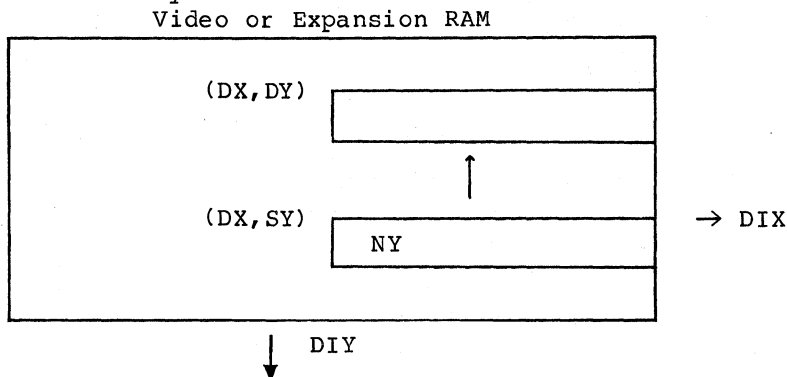 Video or Expansion RAM
(DX,DY)
(DX,SY)
NY
→ DIX
DIY